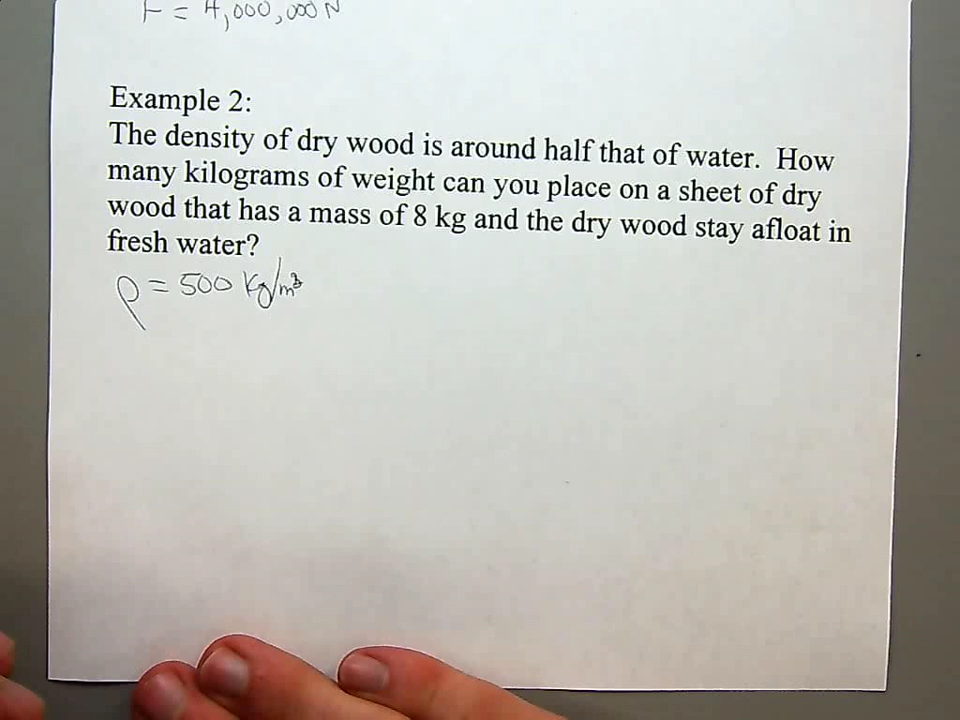 F = 4,000,000 N
Example 2:
The density of dry wood is around half that of water. How
many kilograms of weight can you place on a sheet of dry
wood that has a mass of 8 kg and the dry wood stay afloat in
fresh water?
ρ = 500 kg/m³